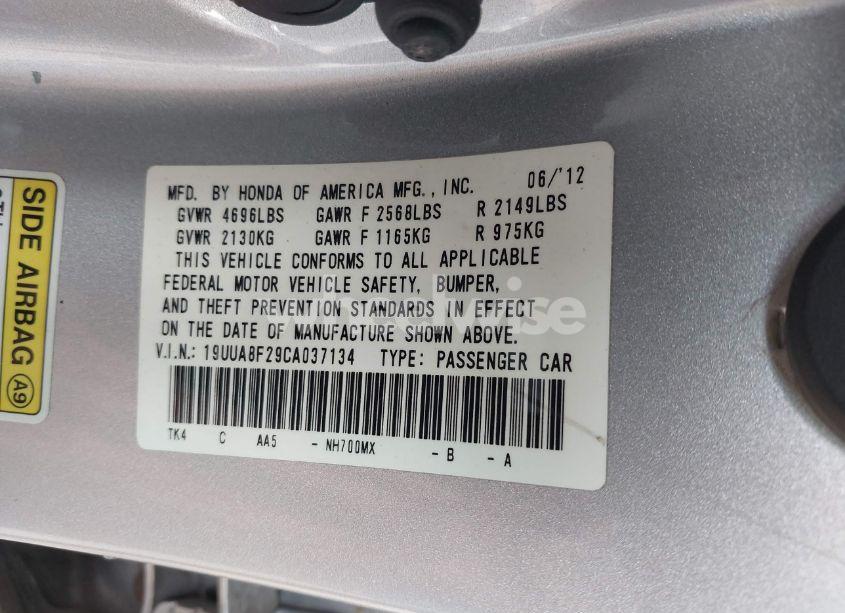 MFD. BY HONDA OF AMERICA MFG., INC. 06/'12
GVWR 4696LBS GAWR F 2568LBS R 2149LBS
GVWR 2130KG GAWR F 1165KG R 975KG
THIS VEHICLE CONFORMS TO ALL APPLICABLE
FEDERAL MOTOR VEHICLE SAFETY, BUMPER,
AND THEFT PREVENTION STANDARDS IN EFFECT
ON THE DATE OF MANUFACTURE SHOWN ABOVE.
V.I.N.: 19UUA8F29CA037134 TYPE: PASSENGER CAR
TK4 C AA5 - NH700MX - B - A
SIDE AIRBAG A9
wheelwise